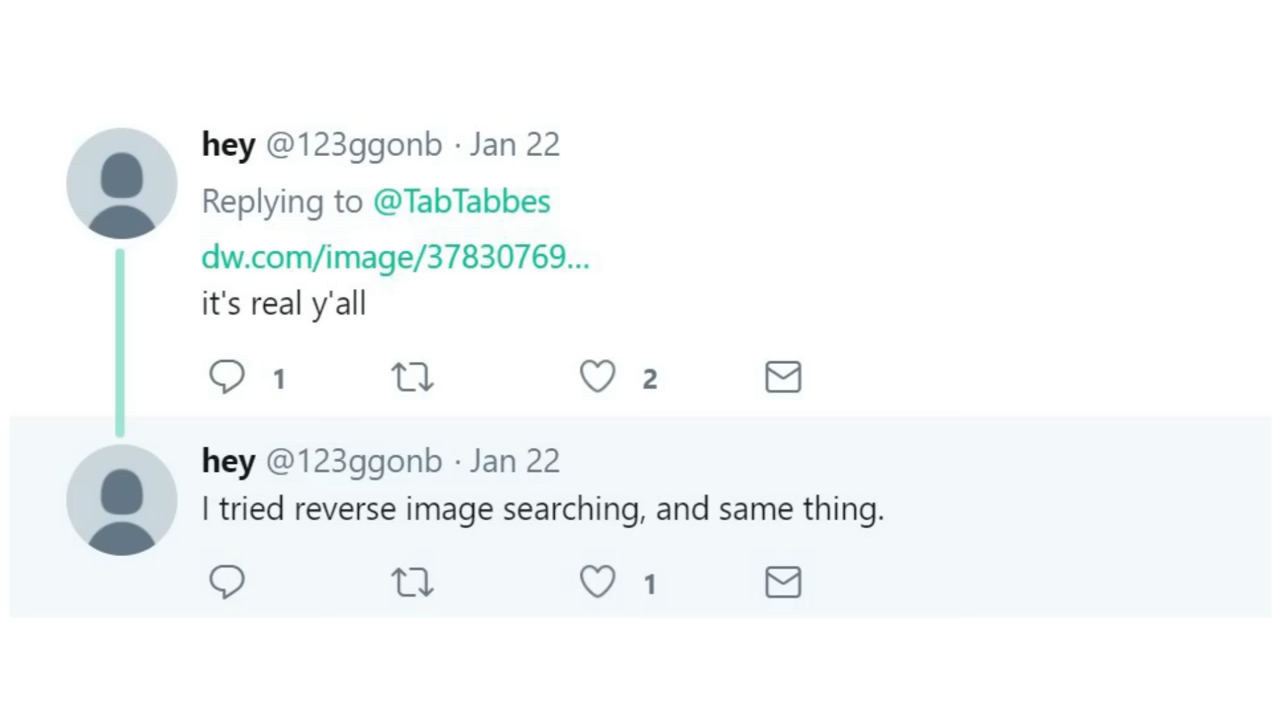 hey @123ggonb · Jan 22
Replying to @TabTabbes
dw.com/image/37830769...
it's real y'all
1 2
hey @123ggonb · Jan 22
I tried reverse image searching, and same thing.
1